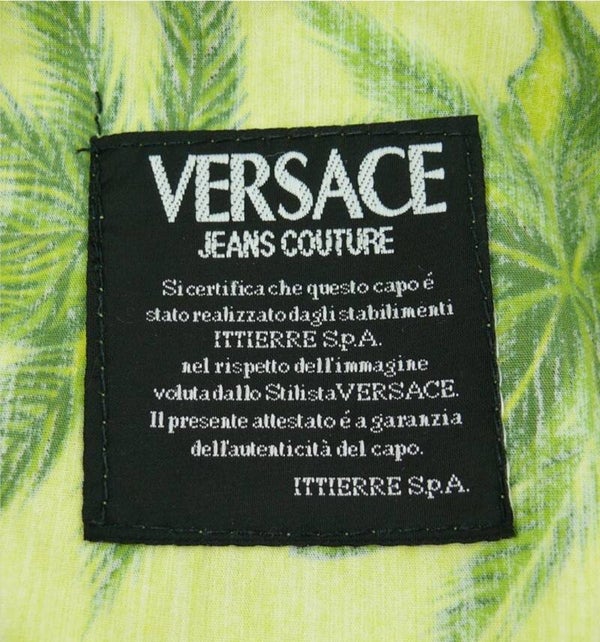 VERSACE
JEANS COUTURE
Si certifica che questo capo é
stato realizzato dagli stabilimenti
ITTIERRE S.p.A.
nel rispetto dell'immagine
voluta dallo Stilista VERSACE.
Il presente attestato é a garanzia
dell'autenticità del capo.
ITTIERRE S.p.A.